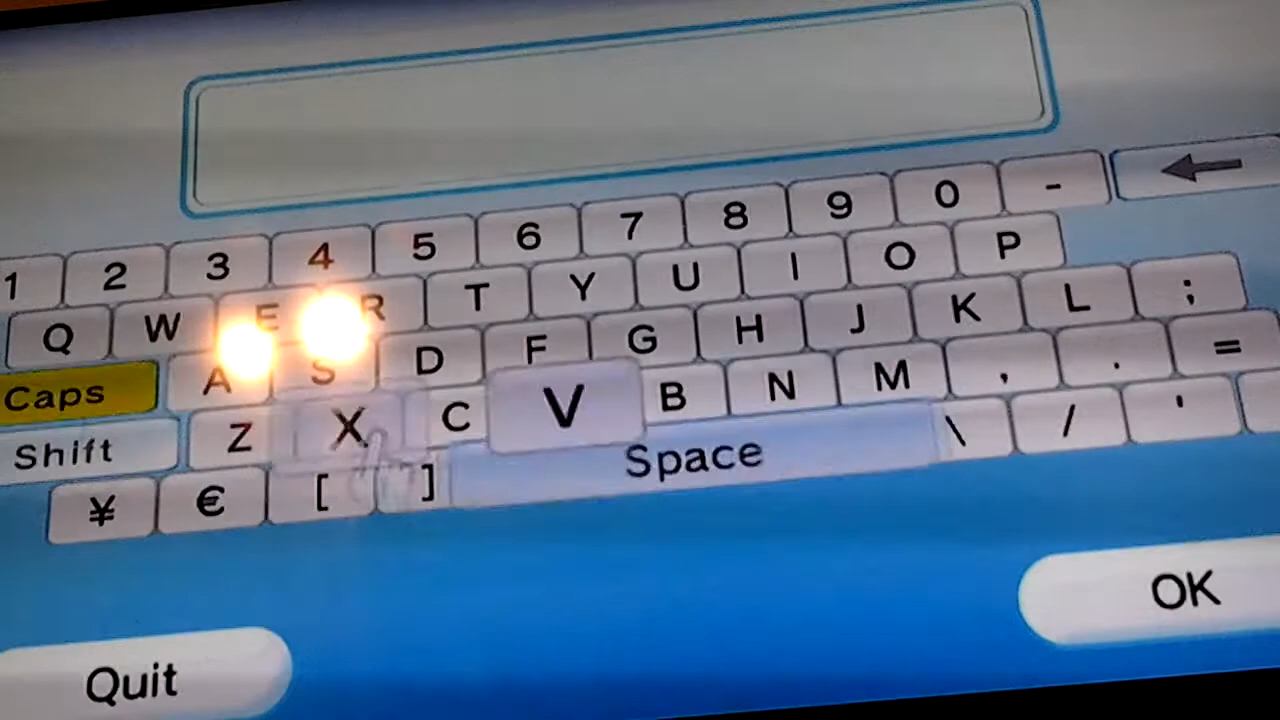 1 2 3 4 5 6 7 8 9 0 - ←
Q W E R T Y U I O P
Caps A S D F G H J K L ;
Shift Z X C V B N M , . =
¥ € [ ] Space \ / '
Quit OK